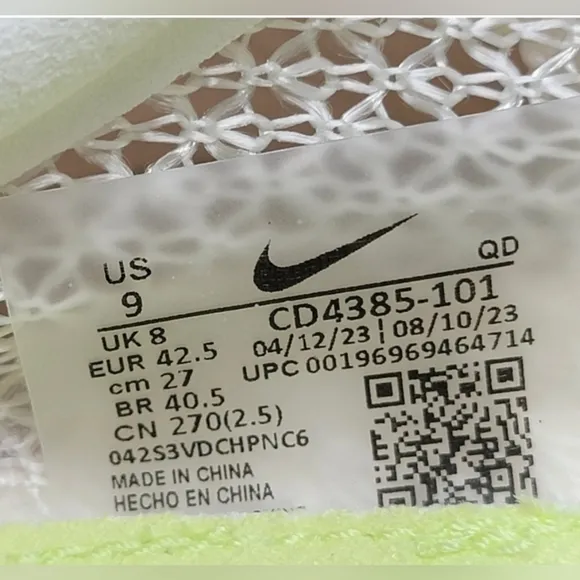 US
9
QD
UK 8
CD4385-101
EUR 42.5
04/12/23 | 08/10/23
cm 27
UPC 00196969464714
BR 40.5
CN 270(2.5)
042S3VDCHPNC6
MADE IN CHINA
HECHO EN CHINA